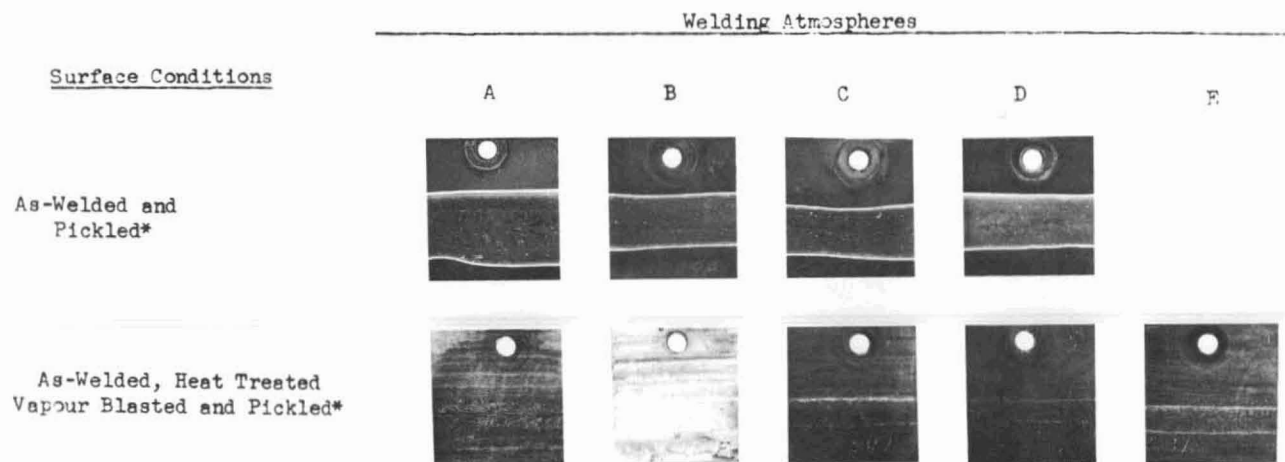 Welding Atmospheres
Surface Conditions
A B C D E
As-Welded and
Pickled*
As-Welded, Heat Treated
Vapour Blasted and Pickled*